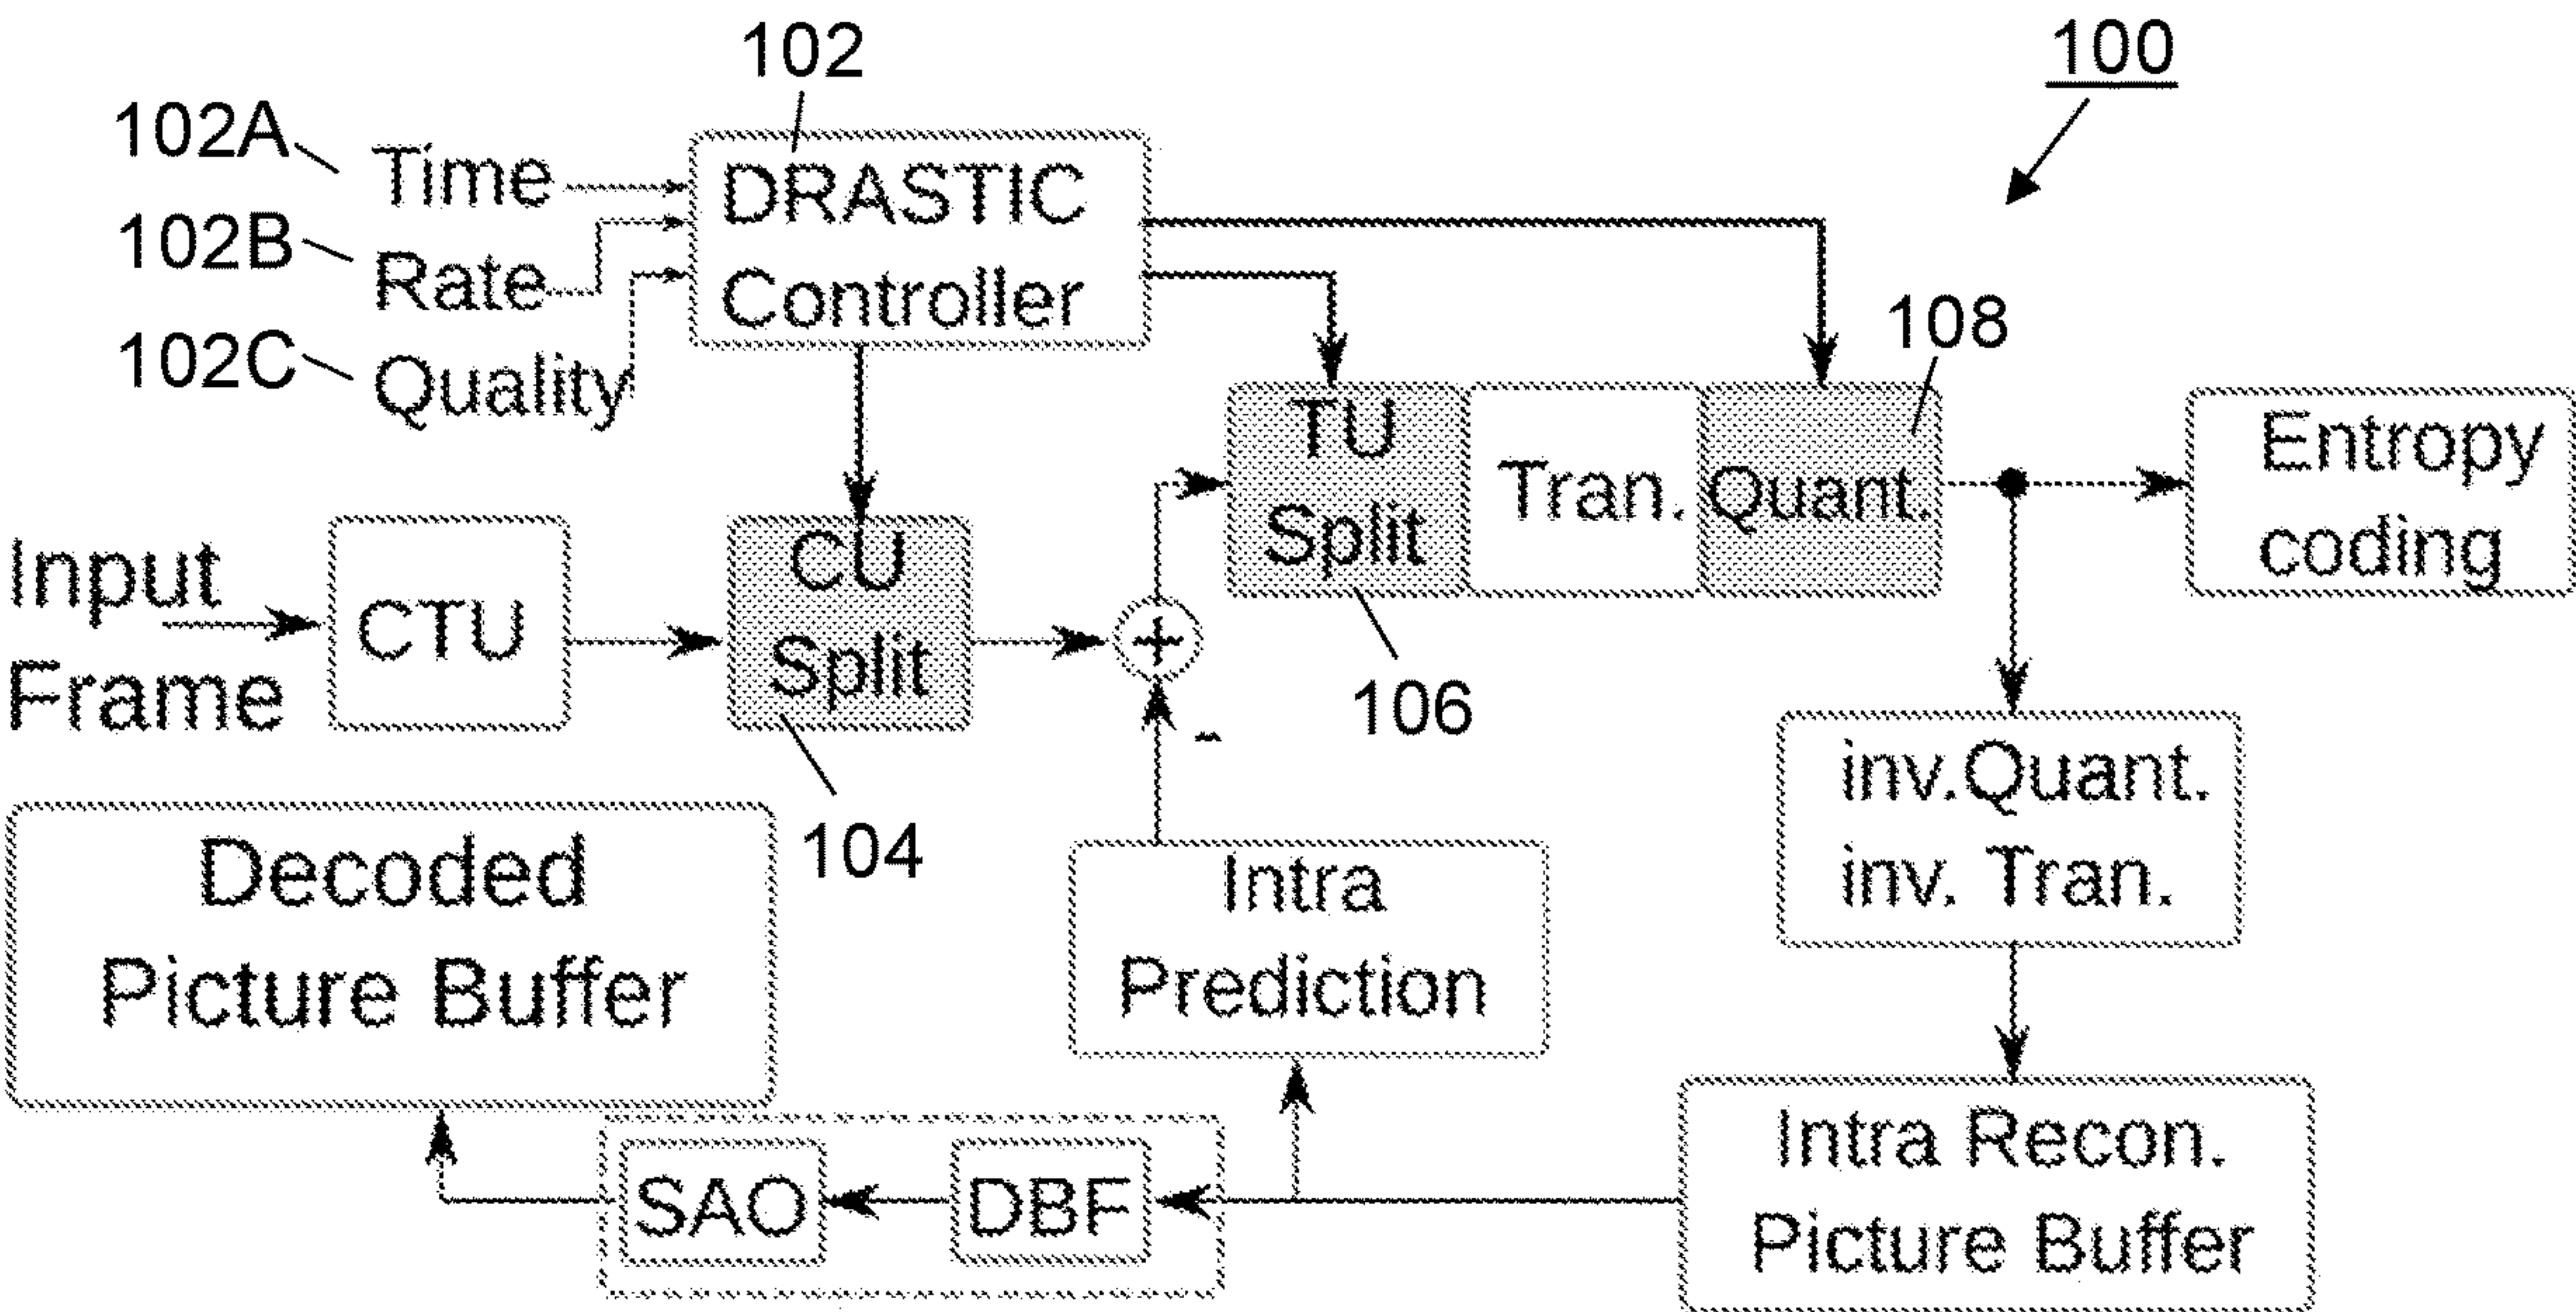 102
100
102A
Time
102B
Rate
102C
Quality
DRASTIC
Controller
108
TU
Split
Tran.
Quant.
Entropy
coding
Input
Frame
CTU
CU
Split
+
-
106
104
inv.Quant.
inv. Tran.
Decoded
Picture Buffer
Intra
Prediction
SAO
DBF
Intra Recon.
Picture Buffer